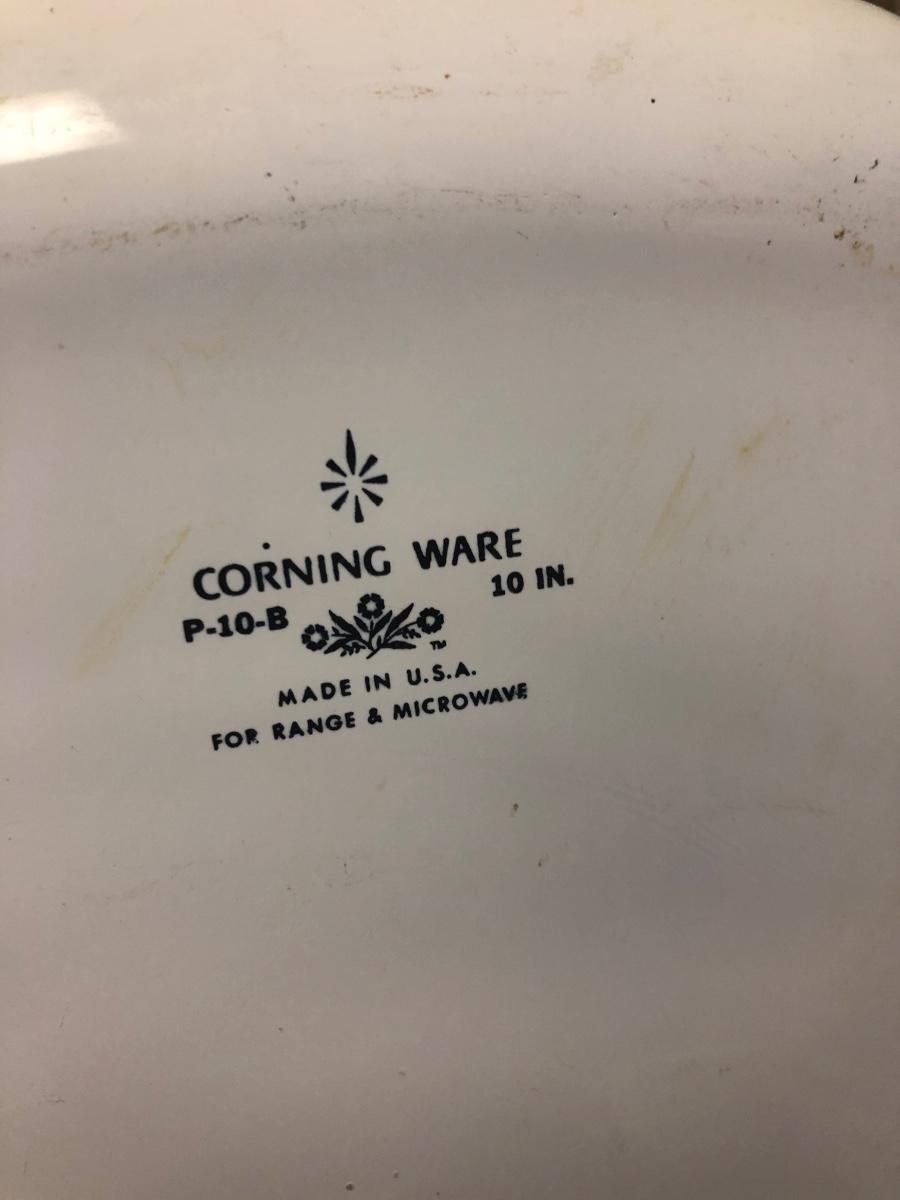 CORNING WARE
P-10-B 10 IN.
TM
MADE IN U.S.A.
FOR RANGE & MICROWAVE